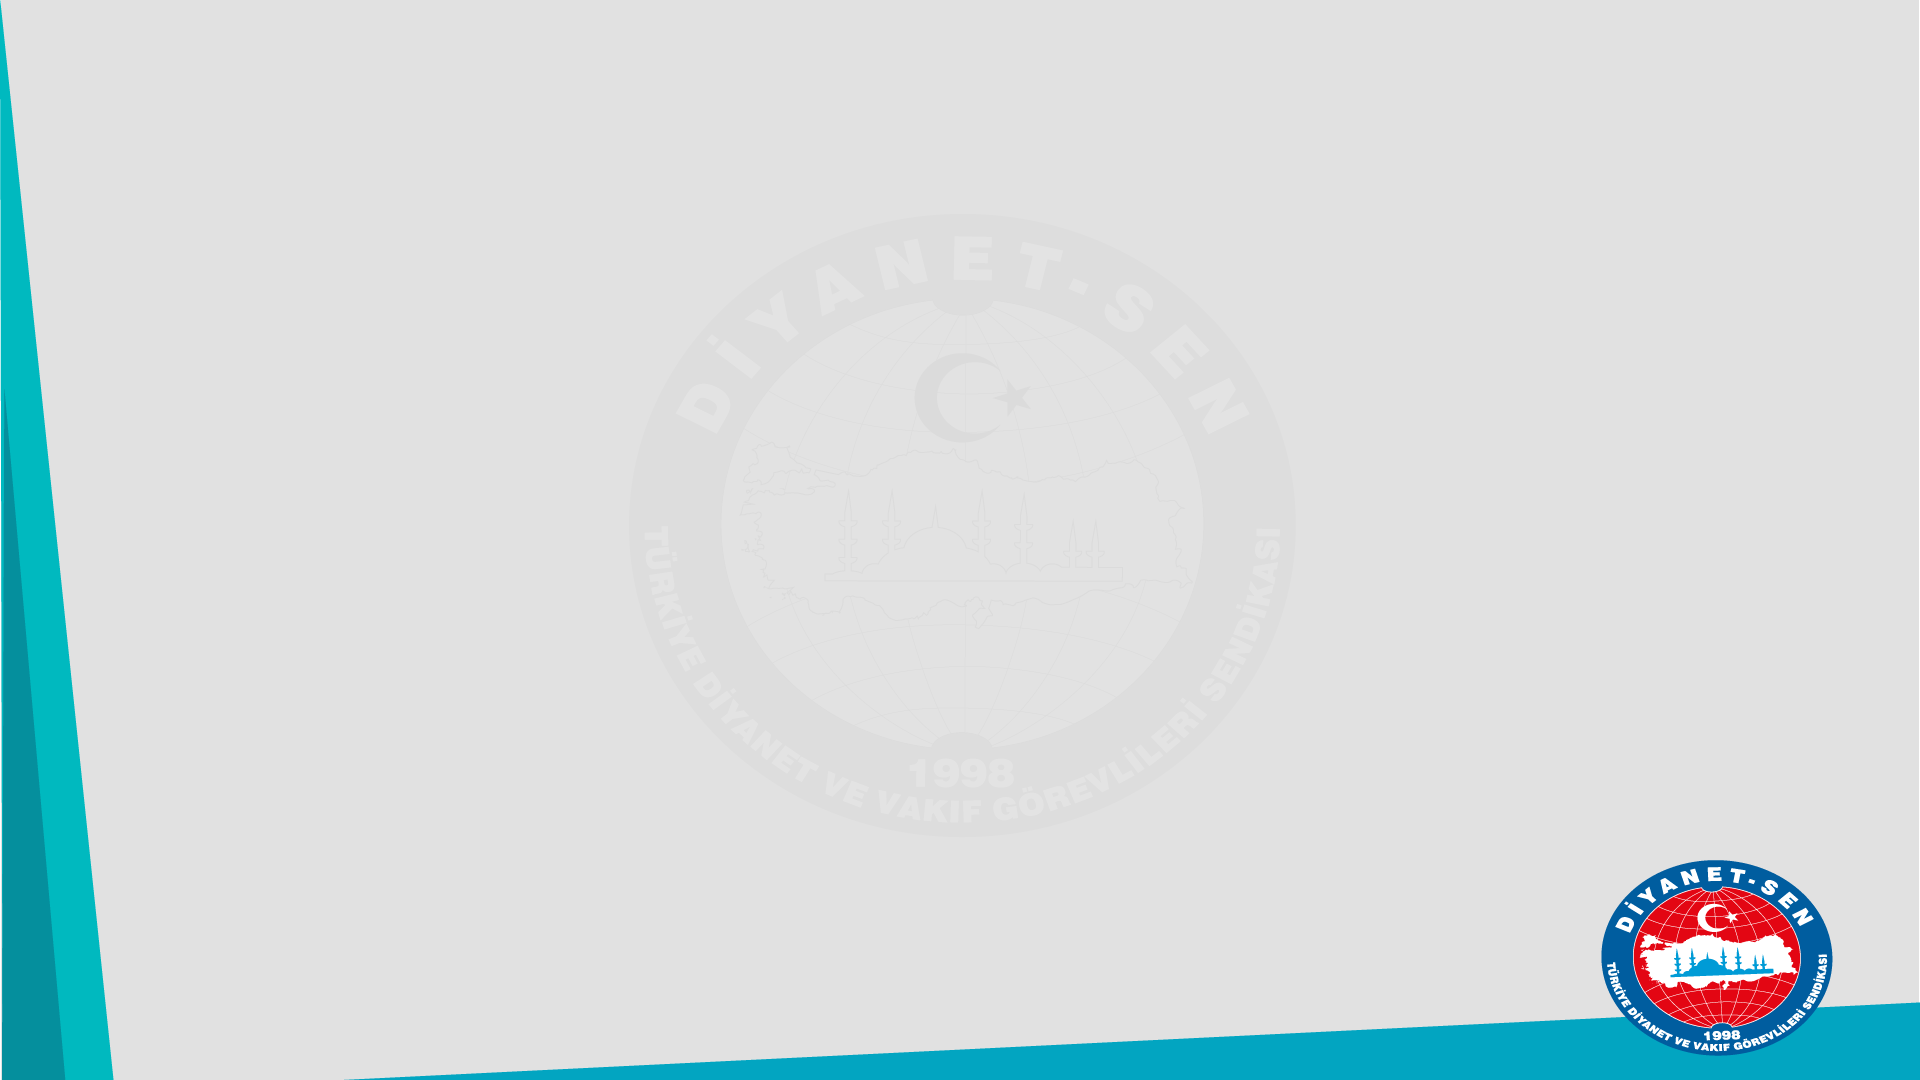 DİYANET-SEN
TÜRKİYE DİYANET VE VAKIF GÖREVLİLERİ SENDİKASI
1998
DİYANET-SEN
TÜRKİYE DİYANET VE VAKIF GÖREVLİLERİ SENDİKASI
1998